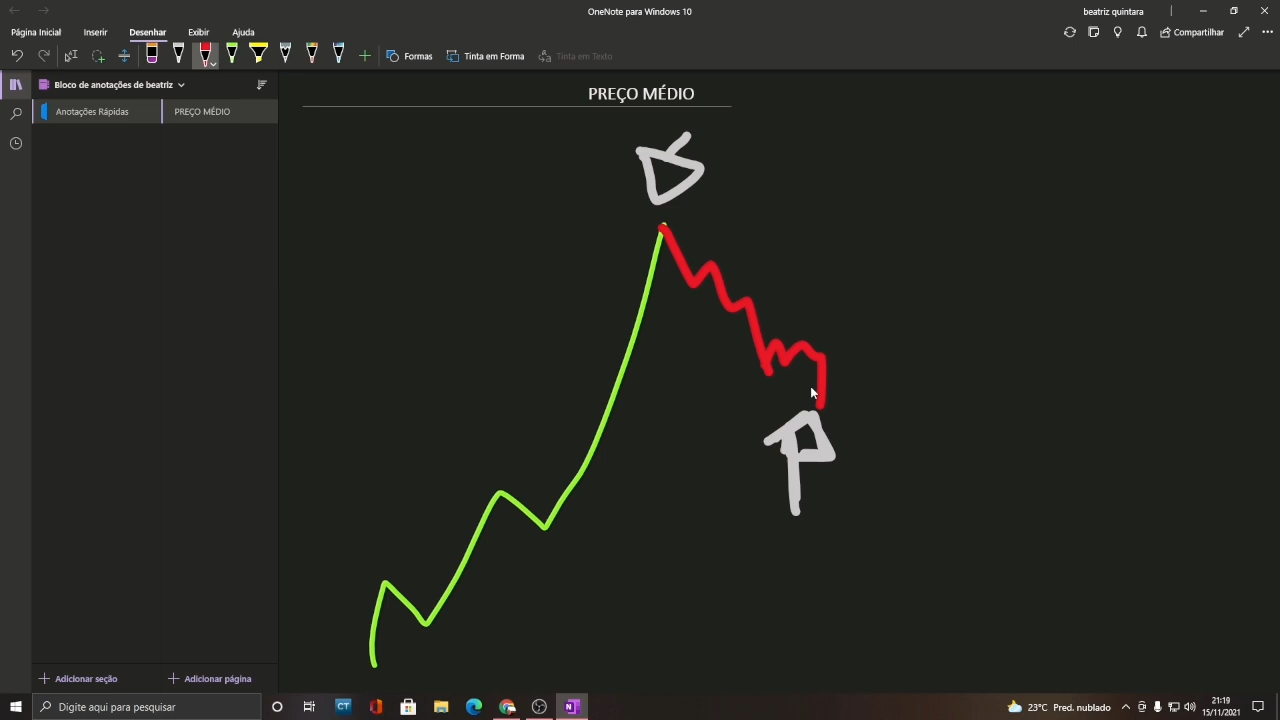 OneNote para Windows 10
beatriz quintara
Página Inicial
Inserir
Desenhar
Exibir
Ajuda
Compartilhar
Formas
Tinta em Forma
Tinta em Texto
Bloco de anotações de beatriz
Anotações Rápidas
PREÇO MÉDIO
PREÇO MÉDIO
Adicionar seção
Adicionar página
Digite aqui para pesquisar
CT
23°C Pred. nublado
21:19
15/11/2021